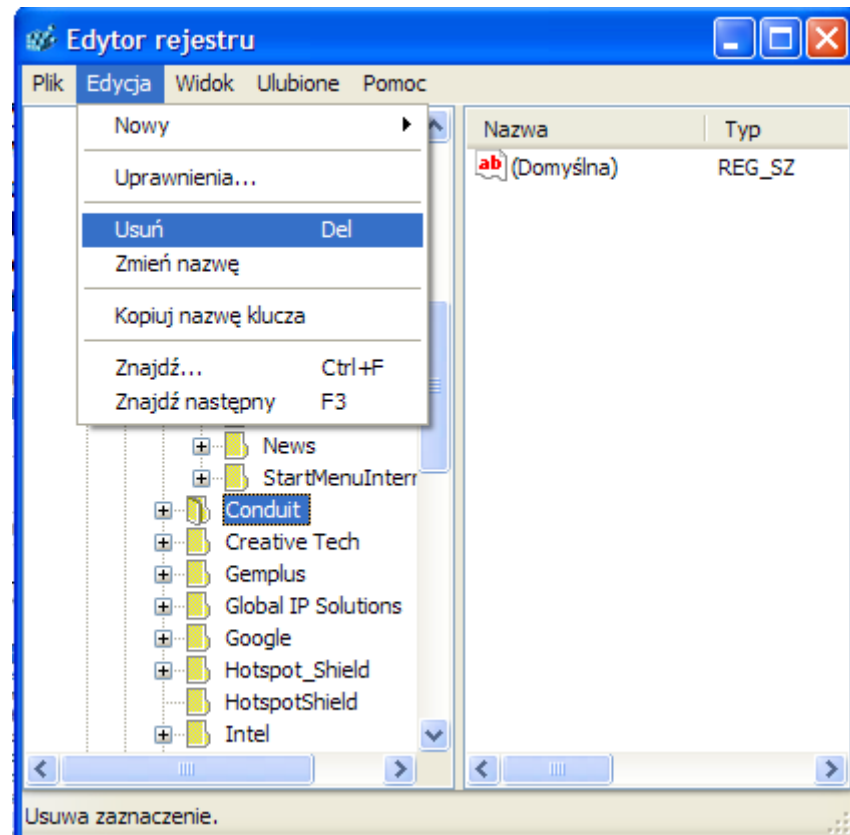 Edytor rejestru
Plik Edycja Widok Ulubione Pomoc
Nowy
Uprawnienia...
Usuń Del
Zmień nazwę
Kopiuj nazwę klucza
Znajdź... Ctrl+F
Znajdź następny F3
Nazwa Typ
ab (Domyślna) REG_SZ
News
StartMenuInterr
Conduit
Creative Tech
Gemplus
Global IP Solutions
Google
Hotspot_Shield
HotspotShield
Intel
Usuwa zaznaczenie.